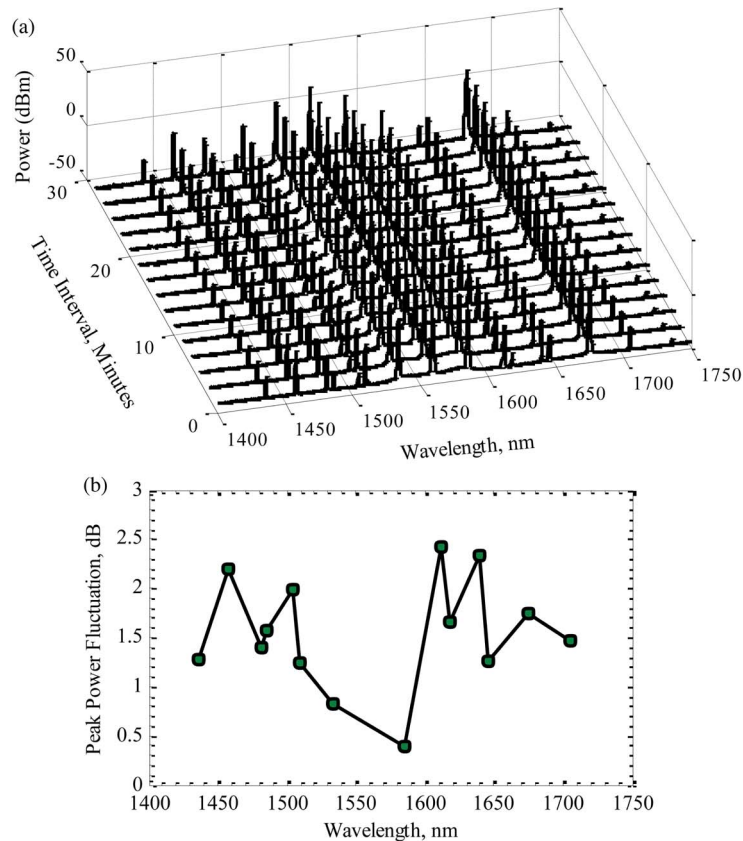 (a)
Power (dBm)
50
0
-50
30
20
10
0
Time Interval, Minutes
1400
1450
1500
1550
1600
1650
1700
1750
Wavelength, nm
(b)
Peak Power Fluctuation, dB
3
2.5
2
1.5
1
0.5
0
1400 1450 1500 1550 1600 1650 1700 1750
Wavelength, nm